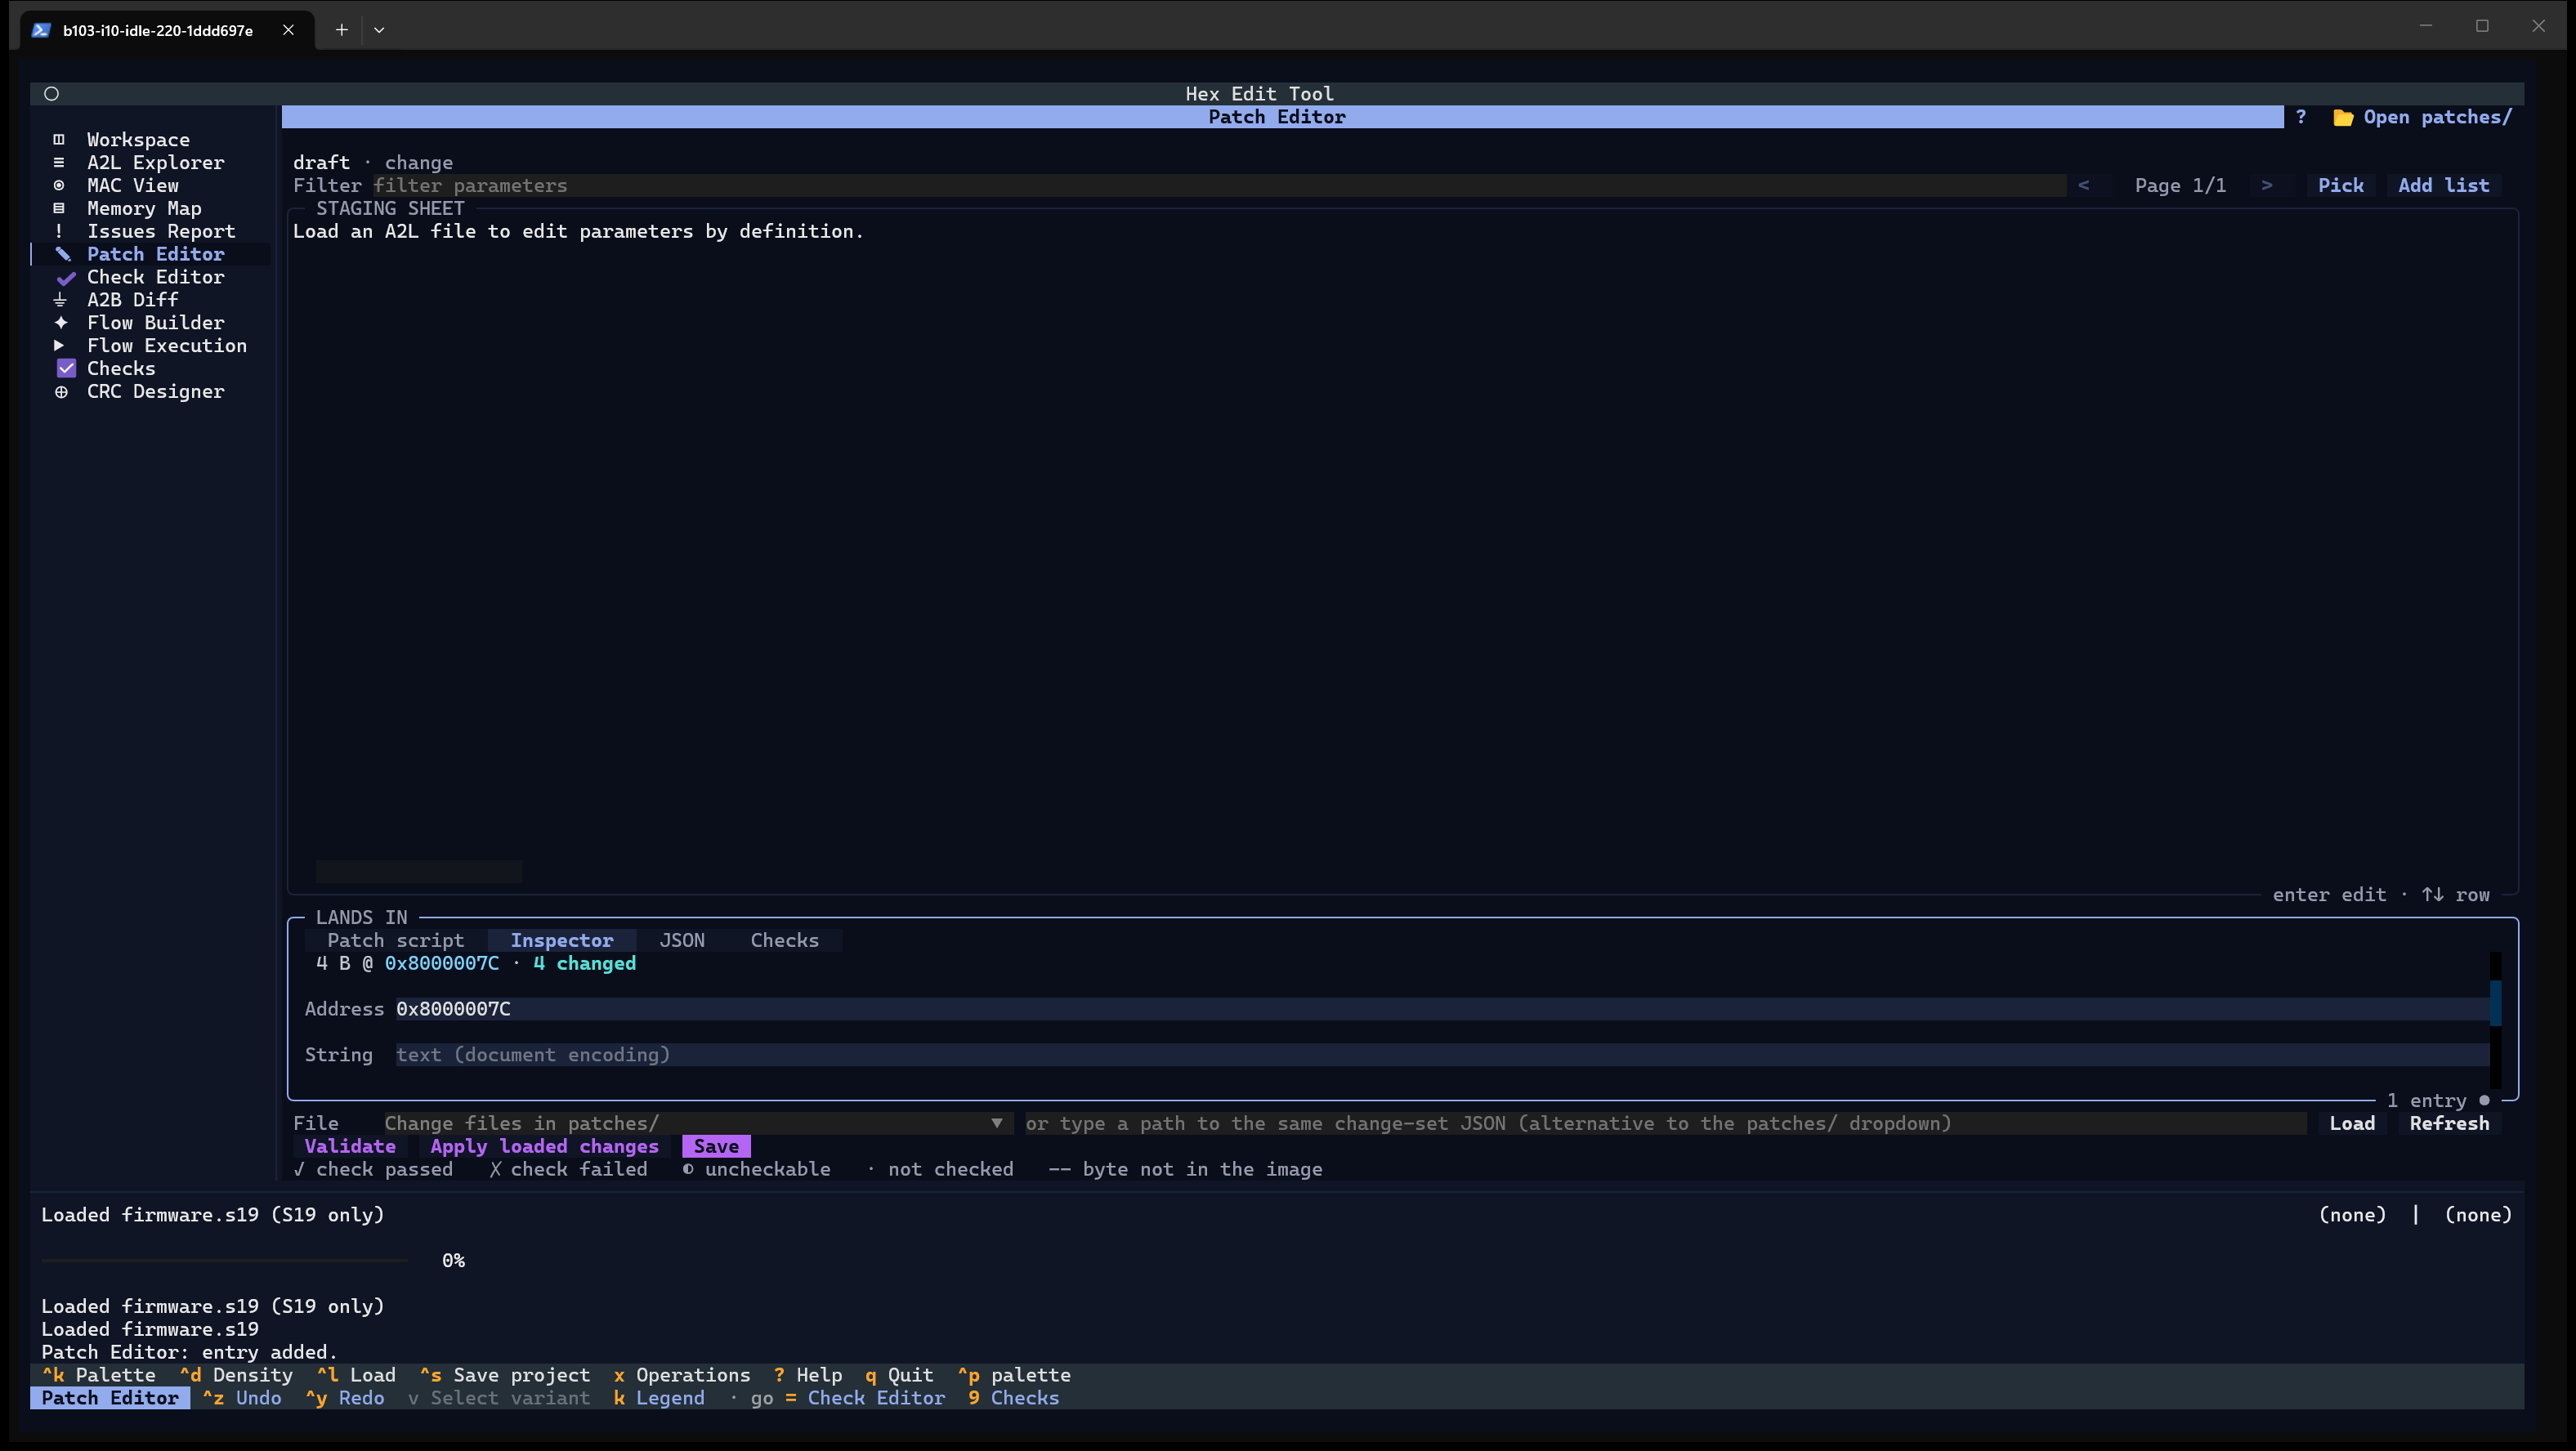 b103-i10-idle-220-1ddd697e
Hex Edit Tool
Patch Editor ? Open patches/
Workspace
A2L Explorer
MAC View
Memory Map
! Issues Report
Patch Editor
Check Editor
A2B Diff
Flow Builder
Flow Execution
Checks
CRC Designer
draft · change
Filter filter parameters < Page 1/1 > Pick Add list
STAGING SHEET
Load an A2L file to edit parameters by definition.
enter edit · ↑↓ row
LANDS IN
Patch script Inspector JSON Checks
4 B @ 0x8000007C · 4 changed
Address 0x8000007C
String text (document encoding)
1 entry ●
File Change files in patches/ ▼ or type a path to the same change-set JSON (alternative to the patches/ dropdown) Load Refresh
Validate Apply loaded changes Save
√ check passed ╳ check failed ◐ uncheckable · not checked -- byte not in the image
Loaded firmware.s19 (S19 only) (none) | (none)
0%
Loaded firmware.s19 (S19 only)
Loaded firmware.s19
Patch Editor: entry added.
^k Palette ^d Density ^l Load ^s Save project x Operations ? Help q Quit ^p palette
Patch Editor ^z Undo ^y Redo v Select variant k Legend · go = Check Editor 9 Checks